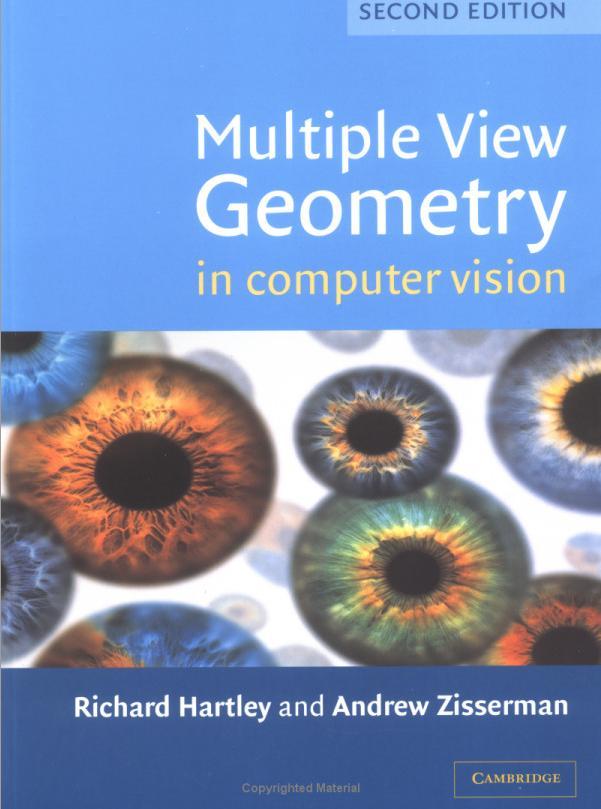 SECOND EDITION
Multiple View
Geometry
in computer vision
Richard Hartley and Andrew Zisserman
CAMBRIDGE
Copyrighted Material